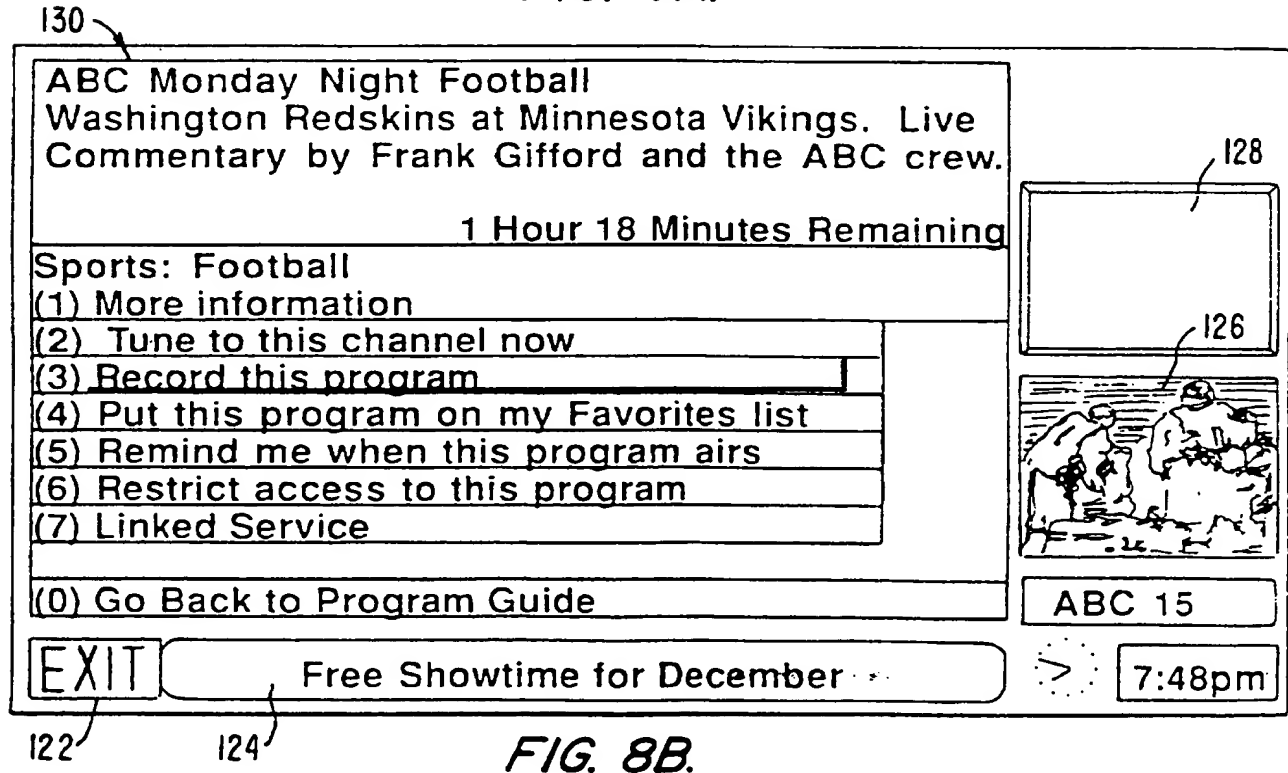 130
ABC Monday Night Football
Washington Redskins at Minnesota Vikings. Live
Commentary by Frank Gifford and the ABC crew.
1 Hour 18 Minutes Remaining
Sports: Football
(1) More information
(2) Tune to this channel now
(3) Record this program
(4) Put this program on my Favorites list
(5) Remind me when this program airs
(6) Restrict access to this program
(7) Linked Service
(0) Go Back to Program Guide
128
126
ABC 15
EXIT
Free Showtime for December
7:48pm
122
124
FIG. 8B.